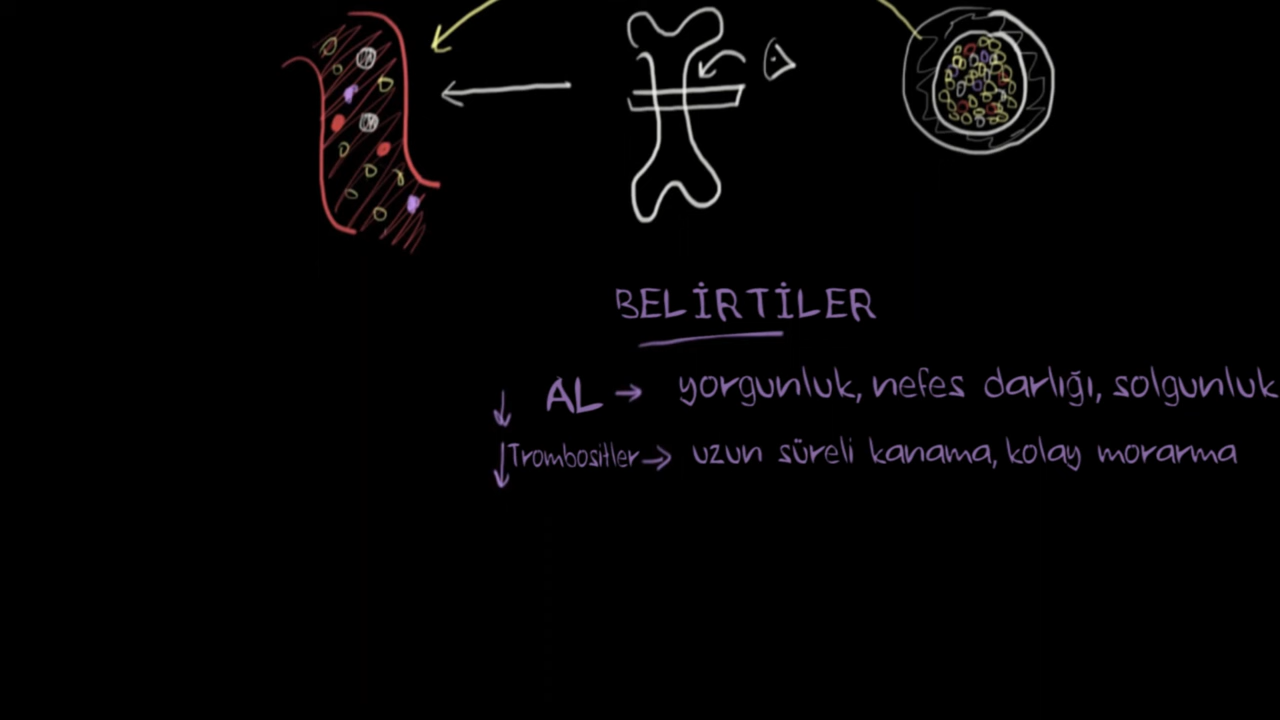 BELİRTİLER
↓ AL → yorgunluk, nefes darlığı, solgunluk
↓ Trombositler → uzun süreli kanama, kolay morarma